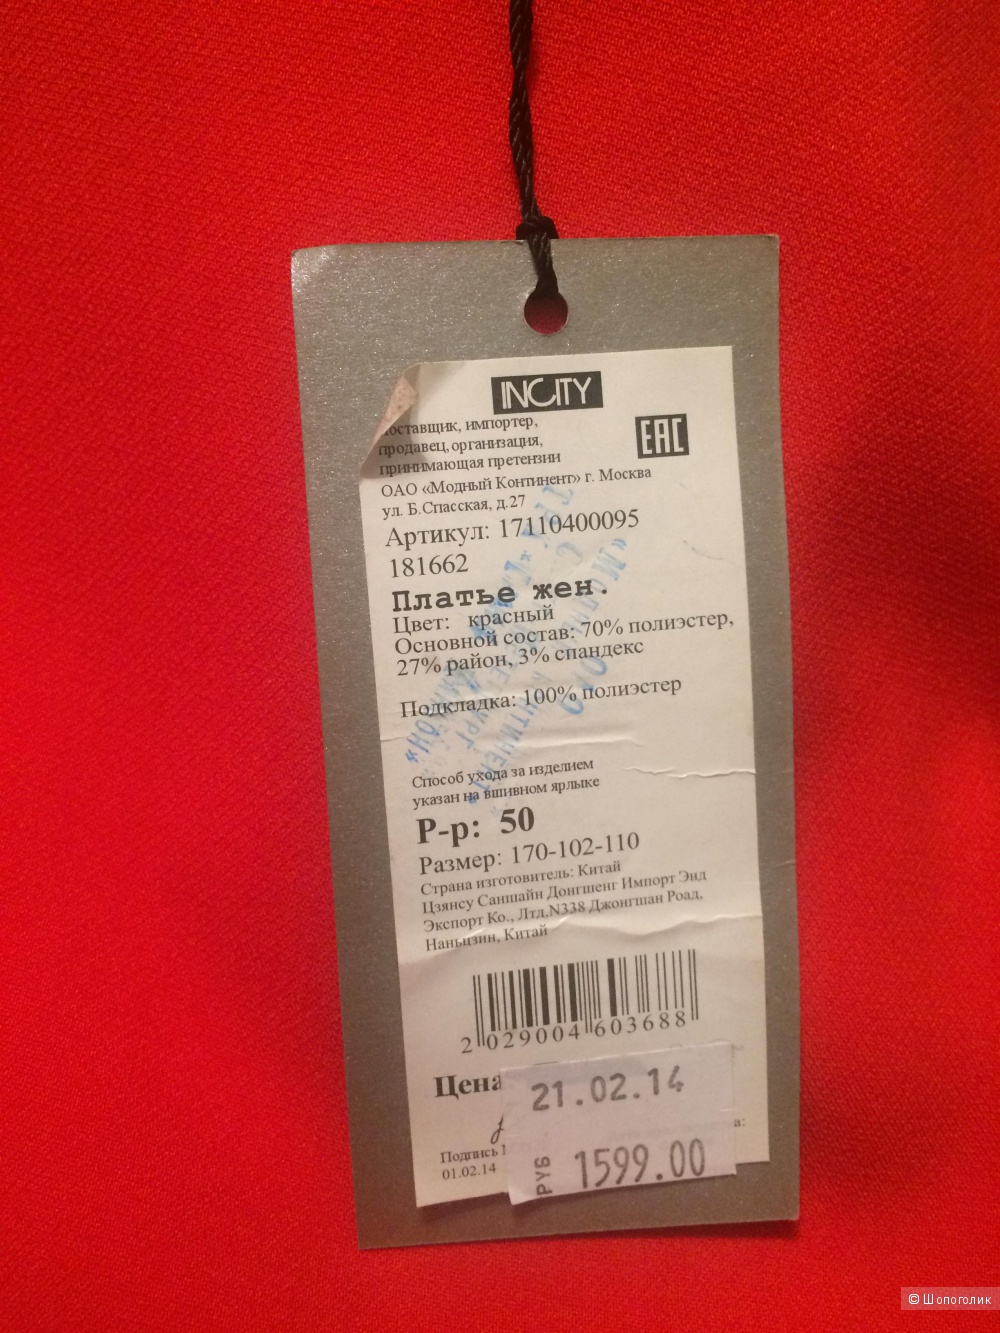 INCITY
EAC
оставщик, импортер,
продавец, организация,
принимающая претензии
ОАО «Модный Континент» г. Москва
ул. Б.Спасская, д.27
Артикул: 17110400095
181662
Платье жен.
Цвет: красный
Основной состав: 70% полиэстер,
27% район, 3% спандекс
Подкладка: 100% полиэстер
Способ ухода за изделием
указан на вшивном ярлыке
Р-р: 50
Размер: 170-102-110
Страна изготовитель: Китай
Цзянсу Саншайн Донгшенг Импорт Энд
Экспорт Ко., Лтд,N338 Джонгшан Роад,
Наньцзин, Китай
2 029004 603688
Цена
21.02.14
Подпись
01.02.14
РУБ 1599.00
© Шопоголик